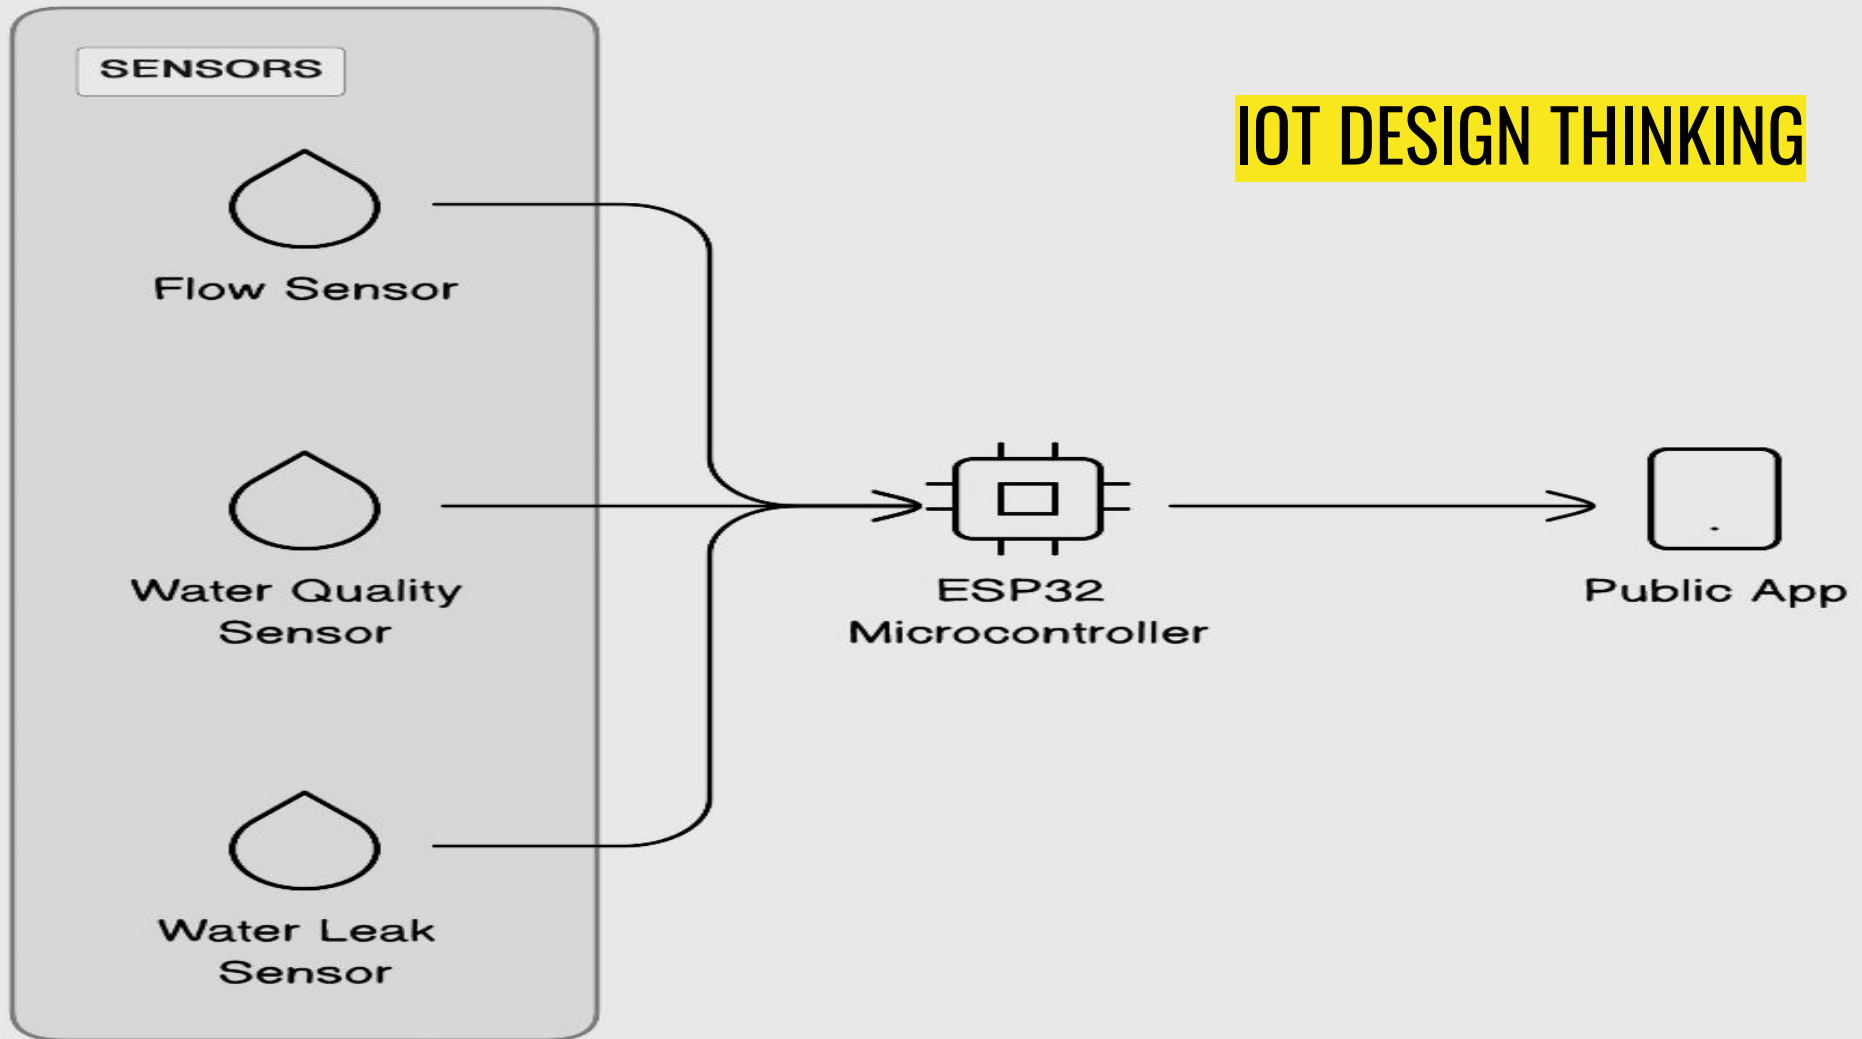 SENSORS
IOT DESIGN THINKING
Flow Sensor
Water Quality
Sensor
ESP32
Microcontroller
Public App
Water Leak
Sensor